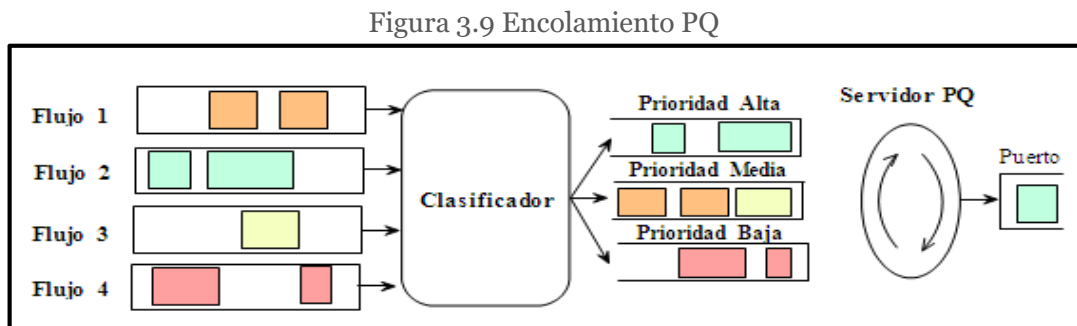 Figura 3.9 Encolamiento PQ
Flujo 1
Flujo 2
Flujo 3
Flujo 4
Clasificador
Prioridad Alta
Prioridad Media
Prioridad Baja
Servidor PQ
Puerto